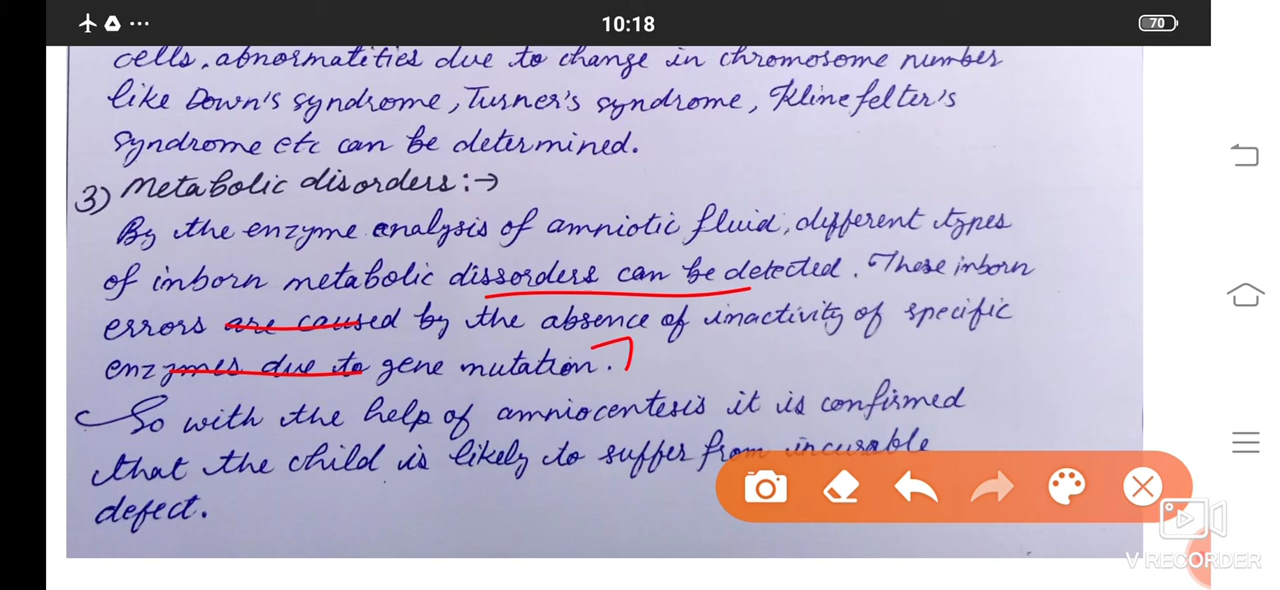 10:18
70
cells. abnormatities due to change in chromosome number
like Down's syndrome, Turner's syndrome, Klinefelter's
syndrome etc can be determined.
3) Metabolic disorders:→
By the enzyme analysis of amniotic fluid, different types
of inborn metabolic dissorders can be detected. These inborn
errors are caused by the absence of inactivity of specific
enzymes due to gene mutation.
So with the help of amniocentesis it is confirmed
that the child is likely to suffer from incurable
defect.
V RECORDER